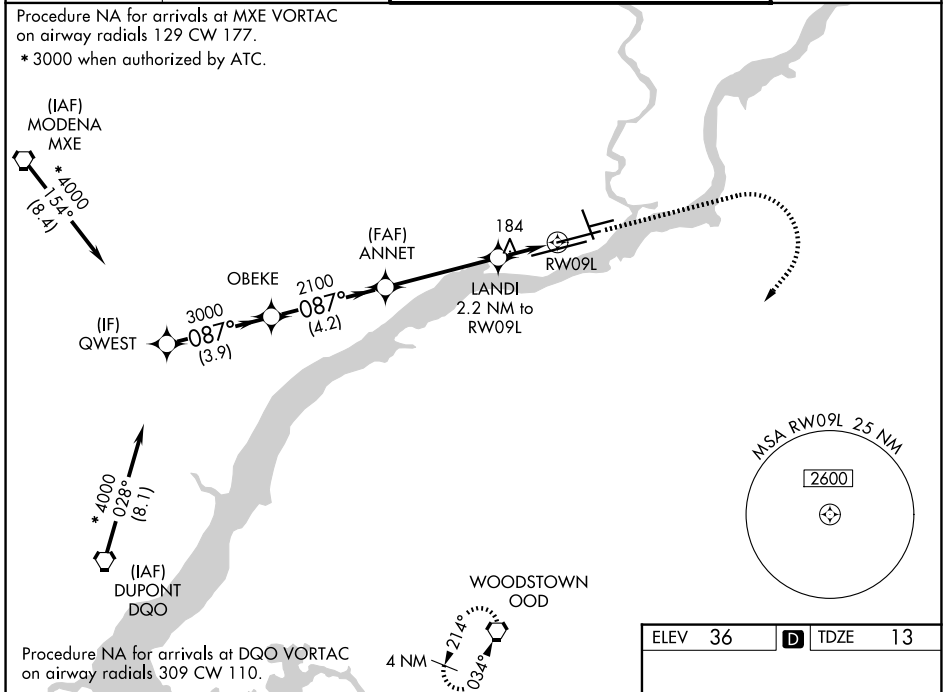 Procedure NA for arrivals at MXE VORTAC
on airway radials 129 CW 177.
* 3000 when authorized by ATC.
(IAF)
MODENA
MXE
* 4000
154°
(8.4)
184
(FAF)
ANNET
RW09L
OBEKE
2100
087°
(4.2)
LANDI
2.2 NM to
RW09L
(IF)
QWEST
3000
087°
(3.9)
MSA RW09L 25 NM
2600
* 4000
028°
(8.1)
(IAF)
DUPONT
DQO
WOODSTOWN
OOD
214°
034°
4 NM
Procedure NA for arrivals at DQO VORTAC
on airway radials 309 CW 110.
ELEV 36 D TDZE 13